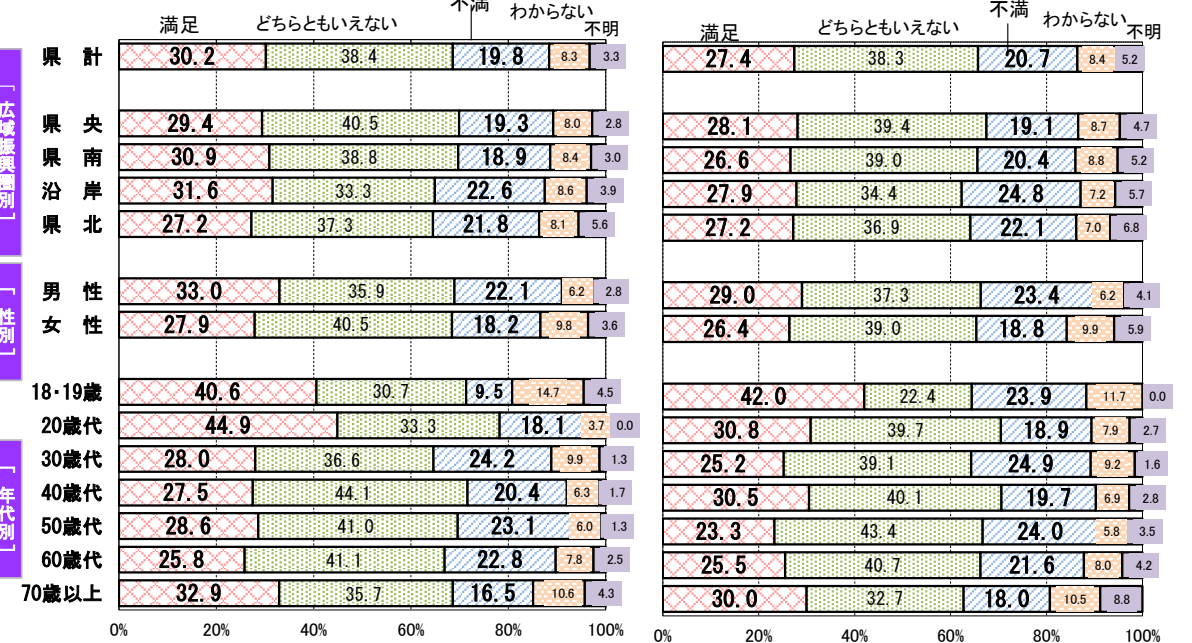 満足 どちらともいえない 不満 わからない 不明 満足 どちらともいえない 不満 わからない 不明
県 計 30.2 38.4 19.8 8.3 3.3 27.4 38.3 20.7 8.4 5.2
[広域振興圏別]
県 央 29.4 40.5 19.3 8.0 2.8 28.1 39.4 19.1 8.7 4.7
県 南 30.9 38.8 18.9 8.4 3.0 26.6 39.0 20.4 8.8 5.2
沿 岸 31.6 33.3 22.6 8.6 3.9 27.9 34.4 24.8 7.2 5.7
県 北 27.2 37.3 21.8 8.1 5.6 27.2 36.9 22.1 7.0 6.8
[性別]
男 性 33.0 35.9 22.1 6.2 2.8 29.0 37.3 23.4 6.2 4.1
女 性 27.9 40.5 18.2 9.8 3.6 26.4 39.0 18.8 9.9 5.9
[年代別]
18・19歳 40.6 30.7 9.5 14.7 4.5 42.0 22.4 23.9 11.7 0.0
20歳代 44.9 33.3 18.1 3.7 0.0 30.8 39.7 18.9 7.9 2.7
30歳代 28.0 36.6 24.2 9.9 1.3 25.2 39.1 24.9 9.2 1.6
40歳代 27.5 44.1 20.4 6.3 1.7 30.5 40.1 19.7 6.9 2.8
50歳代 28.6 41.0 23.1 6.0 1.3 23.3 43.4 24.0 5.8 3.5
60歳代 25.8 41.1 22.8 7.8 2.5 25.5 40.7 21.6 8.0 4.2
70歳以上 32.9 35.7 16.5 10.6 4.3 30.0 32.7 18.0 10.5 8.8
0% 20% 40% 60% 80% 100% 0% 20% 40% 60% 80% 100%